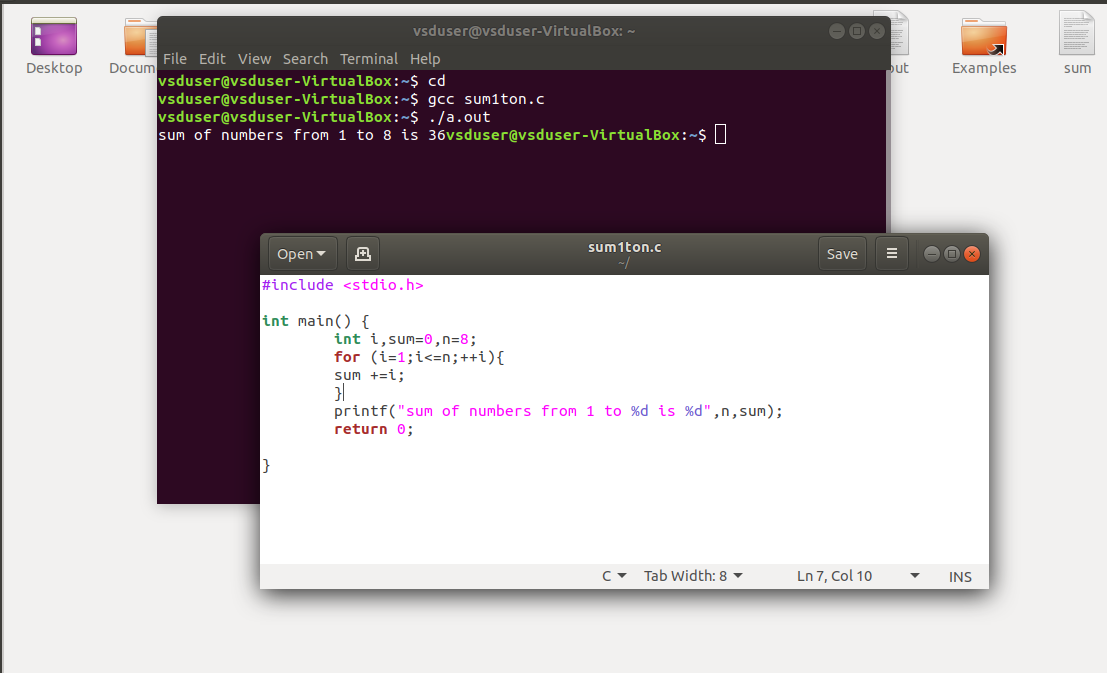 Desktop
Docum
out
Examples
sum
vsduser@vsduser-VirtualBox: ~
File Edit View Search Terminal Help
vsduser@vsduser-VirtualBox:~$ cd
vsduser@vsduser-VirtualBox:~$ gcc sum1ton.c
vsduser@vsduser-VirtualBox:~$ ./a.out
sum of numbers from 1 to 8 is 36vsduser@vsduser-VirtualBox:~$
Open
sum1ton.c
~/
Save
#include <stdio.h>
int main() {
        int i,sum=0,n=8;
        for (i=1;i<=n;++i){
        sum +=i;
        }
        printf("sum of numbers from 1 to %d is %d",n,sum);
        return 0;
}
C Tab Width: 8 Ln 7, Col 10 INS